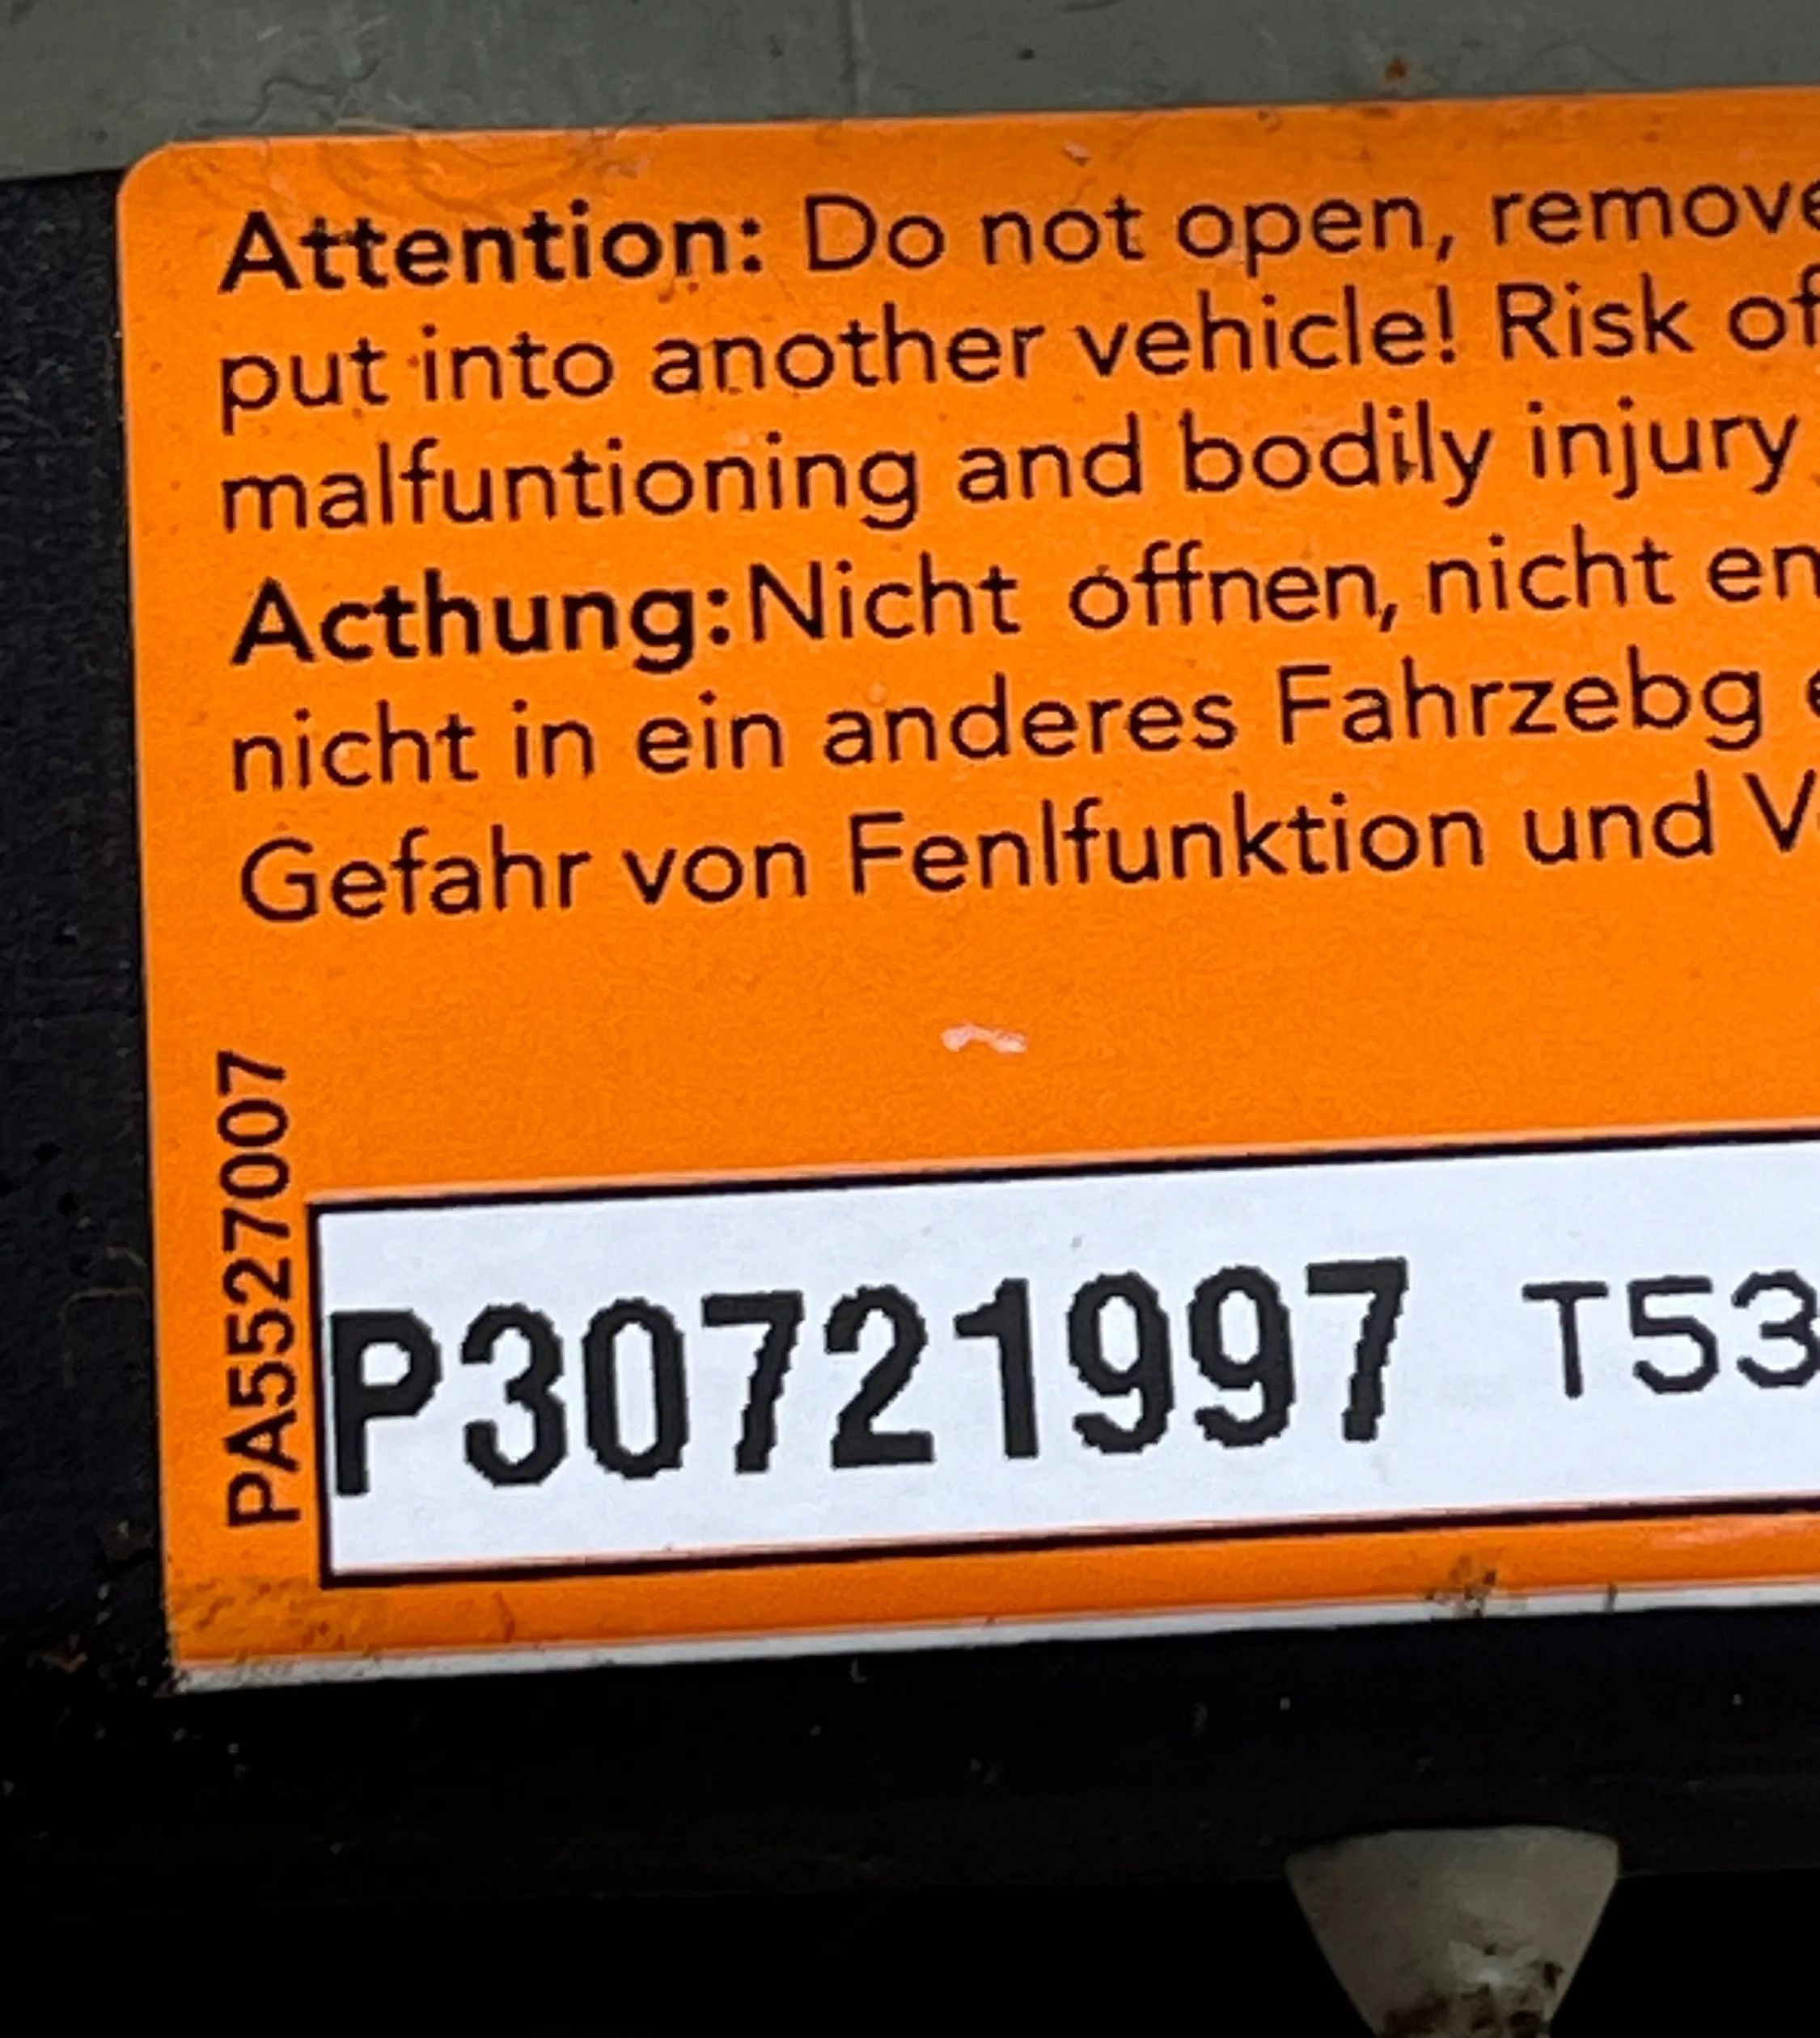 Attention: Do not open, remove
put into another vehicle! Risk of
malfuntioning and bodily injury
Acthung:Nicht öffnen, nicht en
nicht in ein anderes Fahrzebg
Gefahr von Fenlfunktion und V
PA5527007
P30721997 T53